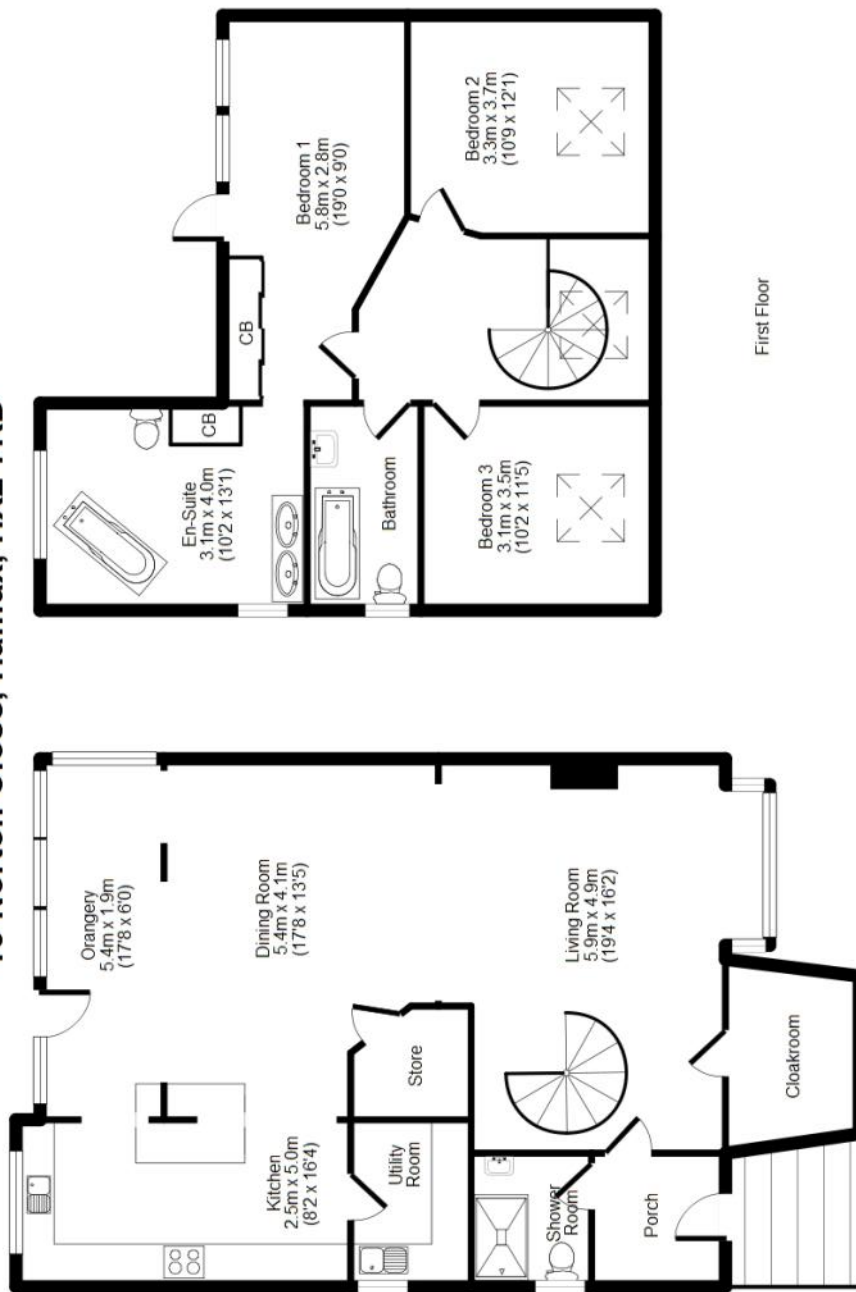 Close, Halifax,
Orangery
5.4m x 1.9m
(17'8 x 6'0)
Kitchen
2.5m x 5.0m
(8'2 x 16'4)
Dining Room
5.4m x 4.1m
(17'8 x 13'5)
Utility
Room
Store
Shower
Room
Living Room
5.9m x 4.9m
(19'4 x 16'2)
Porch
Cloakroom
En-Suite
3.1m x 4.0m
(10'2 x 13'1)
CB
CB
Bedroom 1
5.8m x 2.8m
(19'0 x 9'0)
Bathroom
Bedroom 3
3.1m x 3.5m
(10'2 x 11'5)
Bedroom 2
3.3m x 3.7m
(10'9 x 12'1)
First Floor